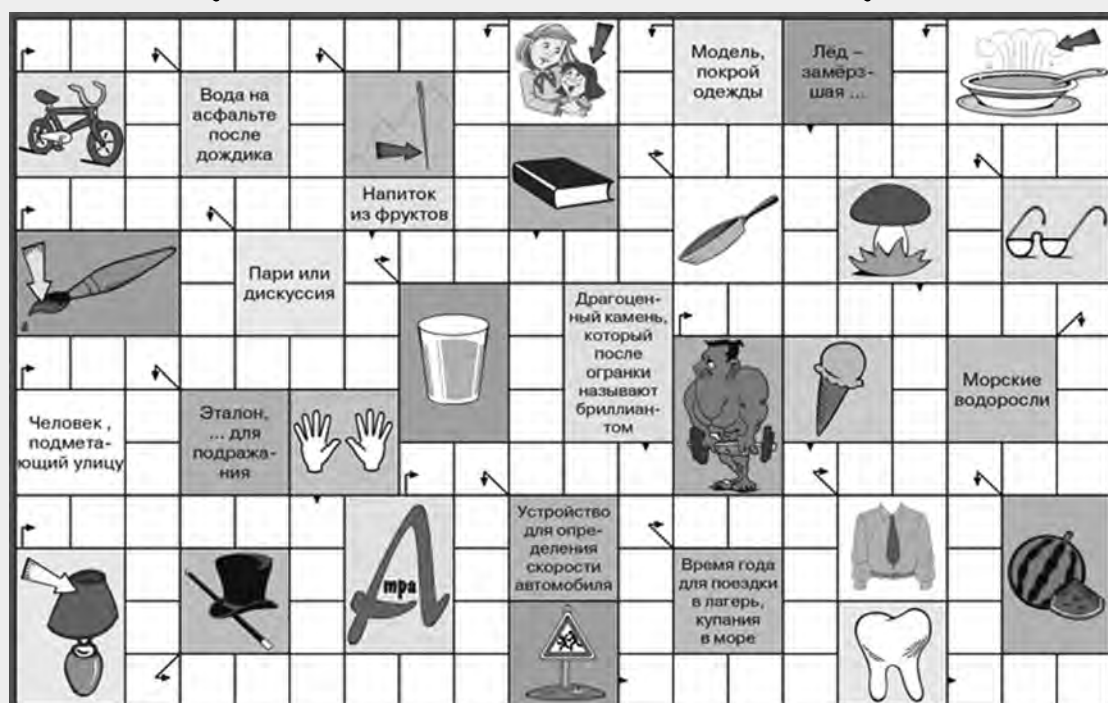 Модель,
покрой
одежды
Лёд –
замёрз-
шая ...
Вода на
асфальте
после
дождика
Напиток
из фруктов
Пари или
дискуссия
Драгоцен-
ный камень,
который
после
огранки
называют
бриллиан-
том
Морские
водоросли
Человек ,
подмета-
ющий улицу
Эталон,
... для
подража-
ния
Устройство
для опре-
деления
скорости
автомобиля
тра
Время года
для поездки
в лагерь,
купания
в море